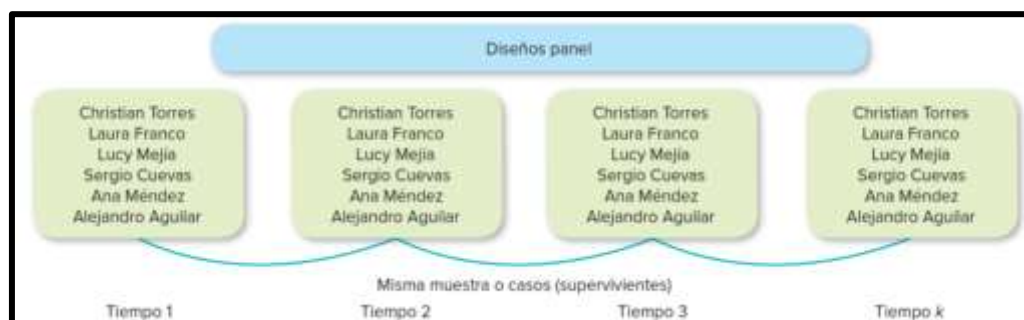 Diseños panel
Christian Torres
Laura Franco
Lucy Mejía
Sergio Cuevas
Ana Méndez
Alejandro Aguilar
Christian Torres
Laura Franco
Lucy Mejía
Sergio Cuevas
Ana Méndez
Alejandro Aguilar
Christian Torres
Laura Franco
Lucy Mejía
Sergio Cuevas
Ana Méndez
Alejandro Aguilar
Christian Torres
Laura Franco
Lucy Mejía
Sergio Cuevas
Ana Méndez
Alejandro Aguilar
Misma muestra o casos (supervivientes)
Tiempo 1
Tiempo 2
Tiempo 3
Tiempo k